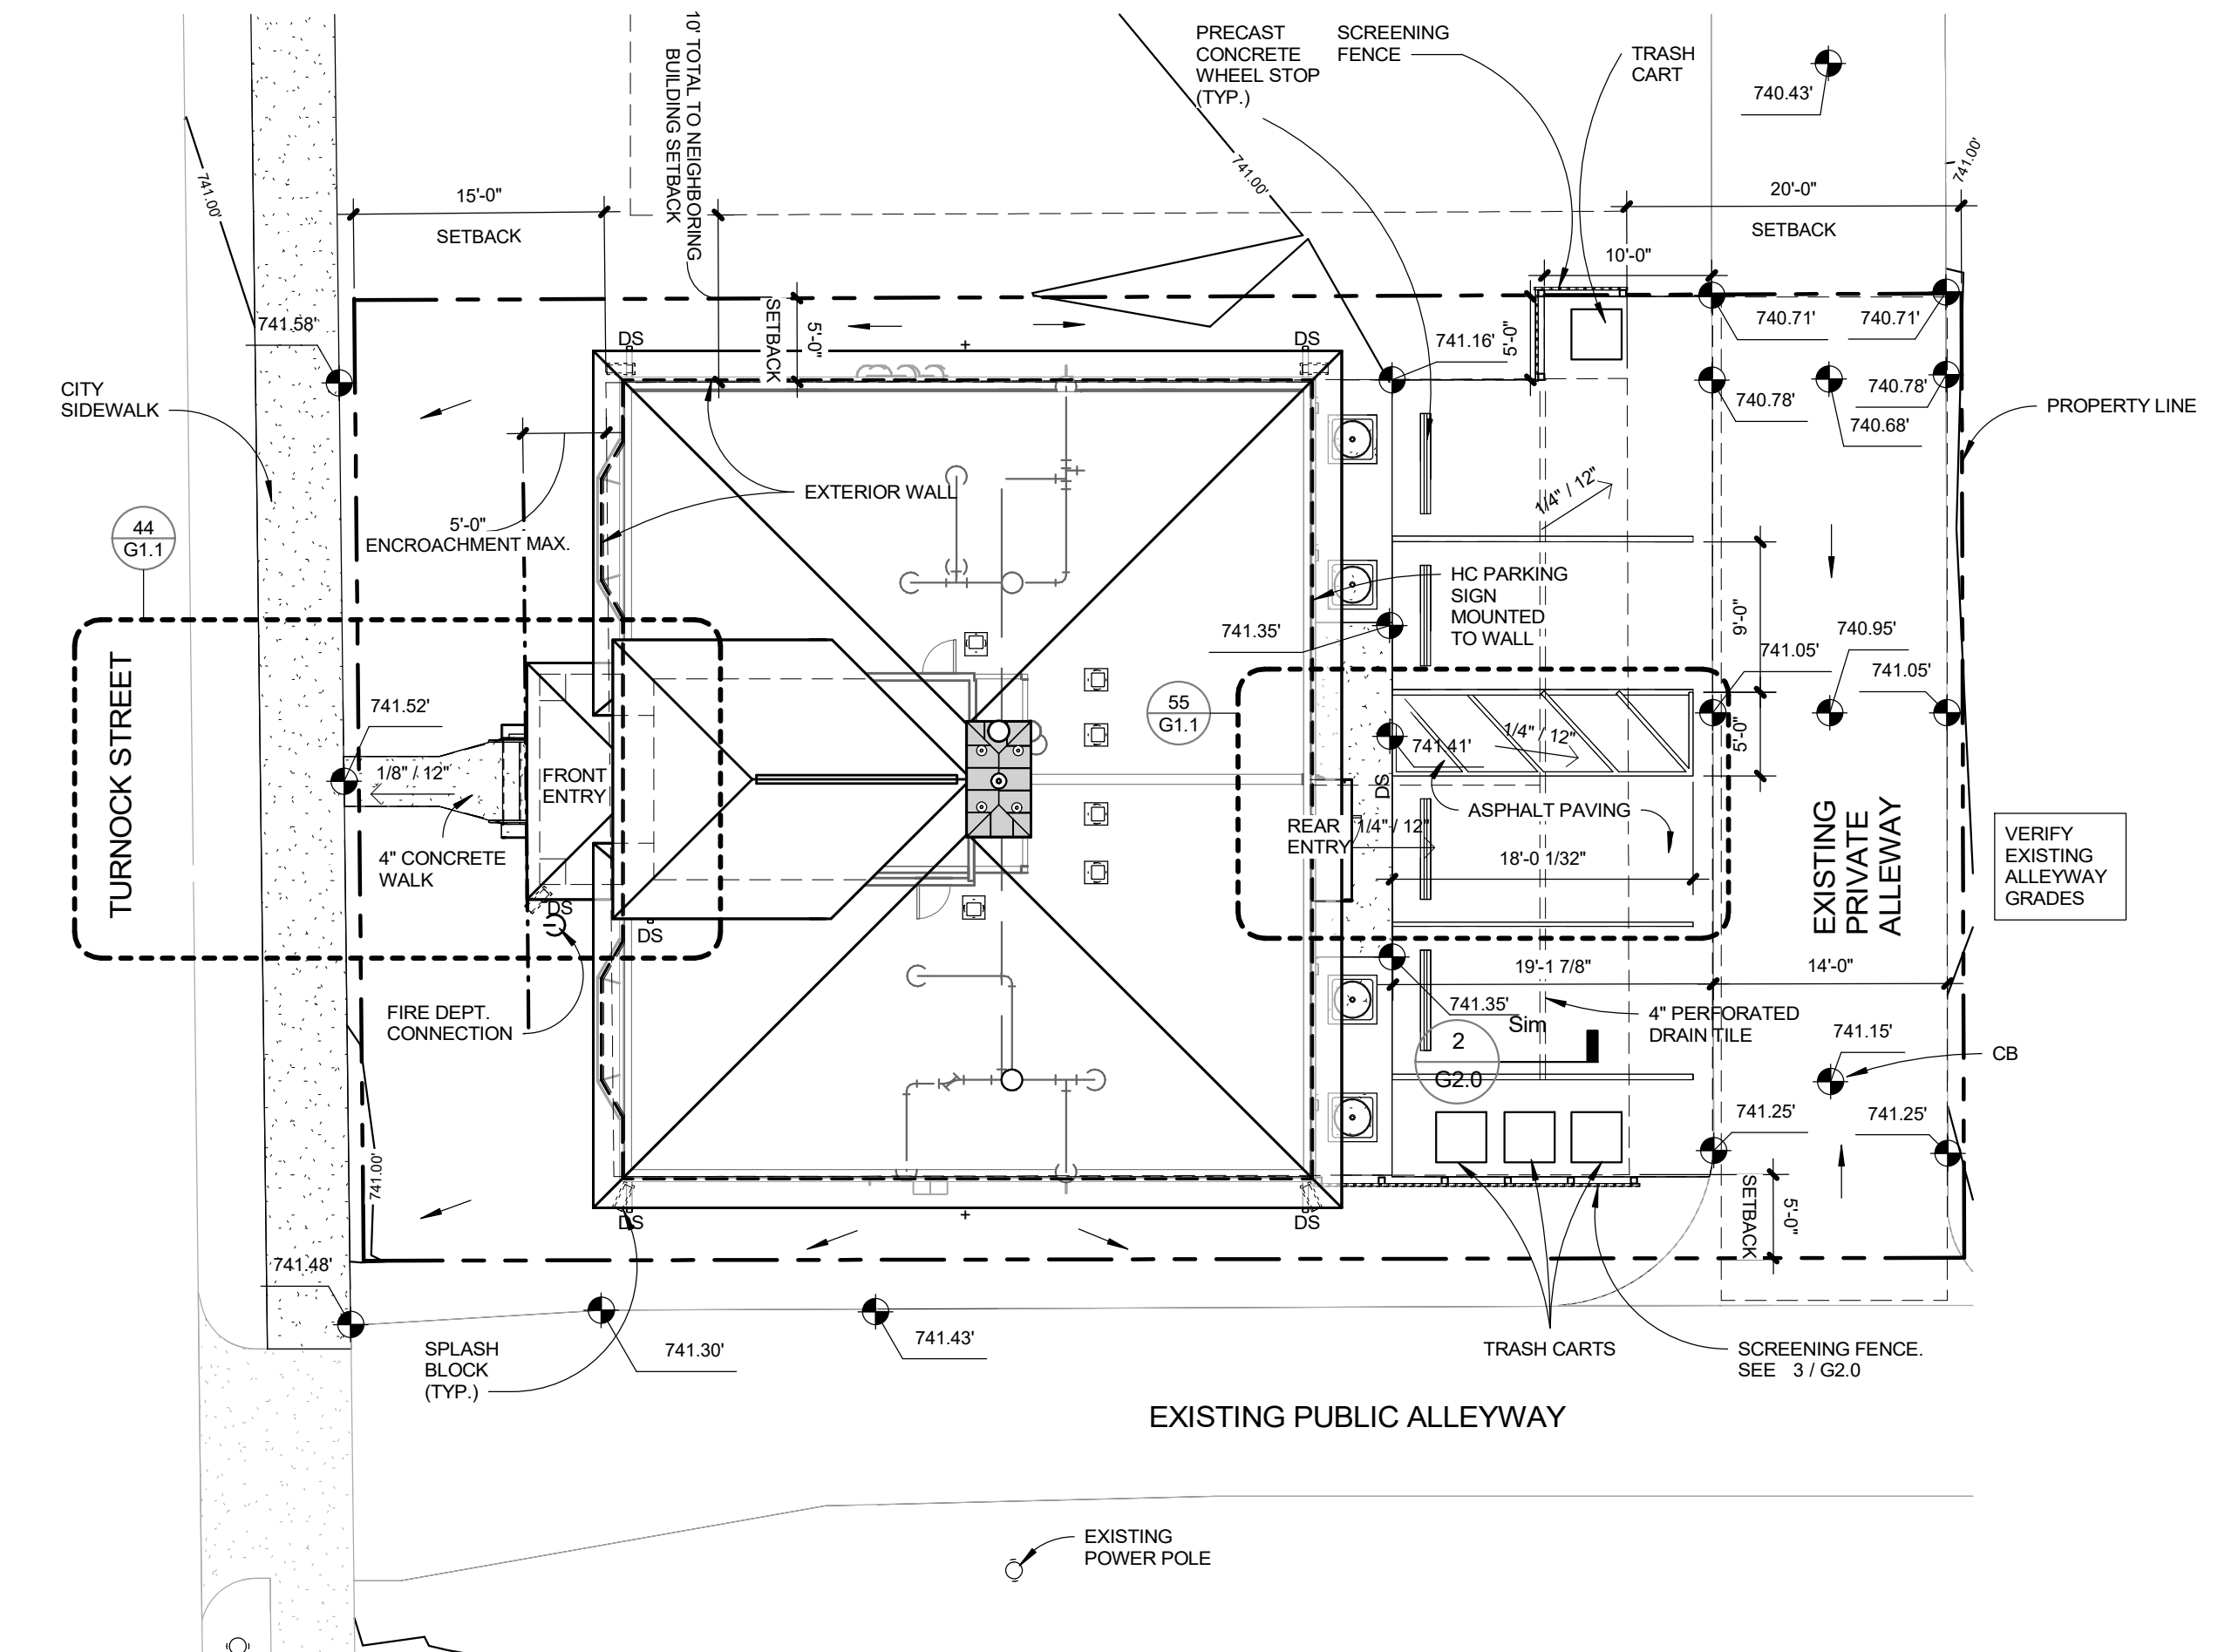 10' TOTAL TO NEIGHBORING
BUILDING SETBACK
PRECAST
CONCRETE
WHEEL STOP
(TYP.)
SCREENING
FENCE
TRASH
CART
740.43'
741.00'
741.00'
741.00'
15'-0"
SETBACK
20'-0"
SETBACK
10'-0"
741.58'
SETBACK
5'-0"
DS
DS
741.16'
5'-0"
740.71'
740.71'
CITY
SIDEWALK
740.78'
740.78'
740.68'
PROPERTY LINE
EXTERIOR WALL
1/4" / 12"
44
G1.1
5'-0"
ENCROACHMENT MAX.
HC PARKING
SIGN
MOUNTED
TO WALL
9'-6"
741.35'
740.95'
741.05'
741.05'
TURNOCK STREET
741.52'
55
G1.1
741.41'
1/4" / 12"
5'-0"
1/8" / 12"
FRONT
ENTRY
DS
ASPHALT PAVING
REAR
ENTRY
1/4" / 12"
EXISTING
PRIVATE
ALLEYWAY
VERIFY
EXISTING
ALLEYWAY
GRADES
4" CONCRETE
WALK
18'-0 1/32"
DS
DS
19'-1 7/8"
14'-0"
FIRE DEPT.
CONNECTION
741.35'
Sim
4" PERFORATED
DRAIN TILE
2
G2.0
741.15'
CB
741.25'
741.25'
741.00'
DS
DS
SETBACK
5'-0"
741.48'
SPLASH
BLOCK
(TYP.)
741.30'
741.43'
TRASH CARTS
SCREENING FENCE.
SEE 3 / G2.0
EXISTING PUBLIC ALLEYWAY
EXISTING
POWER POLE